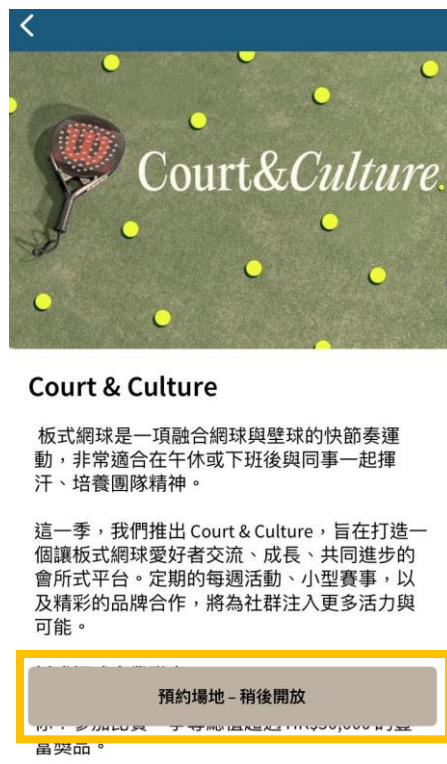 Court&Culture.
Court & Culture
板式網球是一項融合網球與壁球的快節奏運
動，非常適合在午休或下班後與同事一起揮
汗、培養團隊精神。
這一季，我們推出 Court & Culture，旨在打造一
個讓板式網球愛好者交流、成長、共同進步的
會所式平台。定期的每週活動、小型賽事，以
及精彩的品牌合作，將為社群注入更多活力與
可能。
預約場地 – 稍後開放
富獎品。